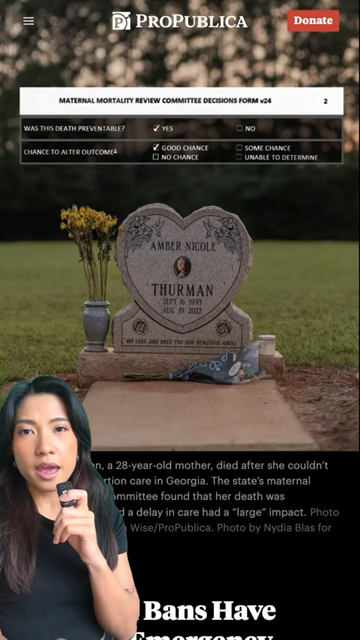 PROPUBLICA
Donate
MATERNAL MORTALITY REVIEW COMMITTEE DECISIONS FORM v24 2
WAS THIS DEATH PREVENTABLE? ✓ YES ☐ NO
CHANCE TO ALTER OUTCOME ✓ GOOD CHANCE ☐ SOME CHANCE
☐ NO CHANCE ☐ UNABLE TO DETERMINE
AMBER NICOLE
THURMAN
SEPT 16 1993
AUG 19 2022
WE LOVE AND MISS YOU OUR BEAUTIFUL ANGEL
, a 28-year-old mother, died after she couldn't
care in Georgia. The state's maternal
committee found that her death was
a delay in care had a “large” impact. Photo
Wise/ProPublica. Photo by Nydia Blas for
Bans Have
Emergency